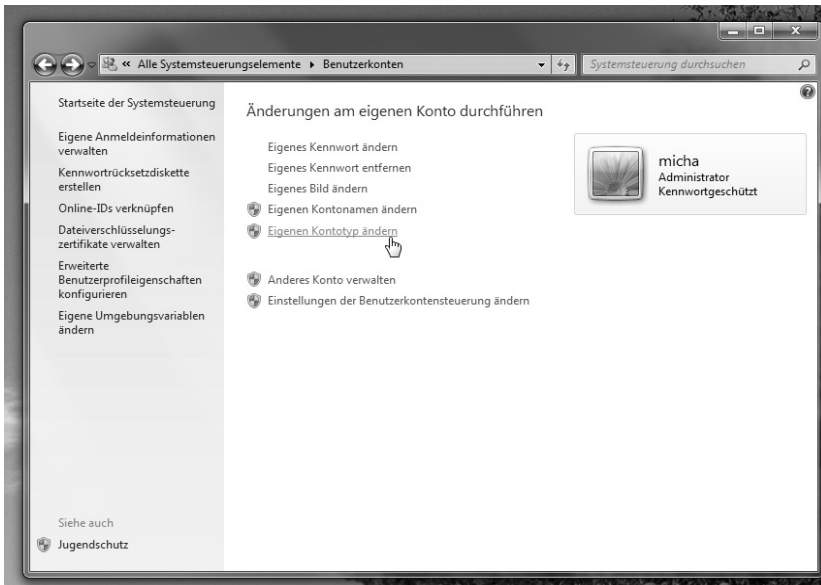 Alle Systemsteuerungselemente Benutzerkonten
Systemsteuerung durchsuchen
Startseite der Systemsteuerung
Eigene Anmeldeinformationen
verwalten
Kennwortrücksetzdiskette
erstellen
Online-IDs verknüpfen
Dateiverschlüsselungs-
zertifikate verwalten
Erweiterte
Benutzerprofileigenschaften
konfigurieren
Eigene Umgebungsvariablen
ändern
Siehe auch
Jugendschutz
Änderungen am eigenen Konto durchführen
Eigenes Kennwort ändern
Eigenes Kennwort entfernen
Eigenes Bild ändern
Eigenen Kontonamen ändern
Eigenen Kontotyp ändern
Anderes Konto verwalten
Einstellungen der Benutzerkontensteuerung ändern
micha
Administrator
Kennwortgeschützt